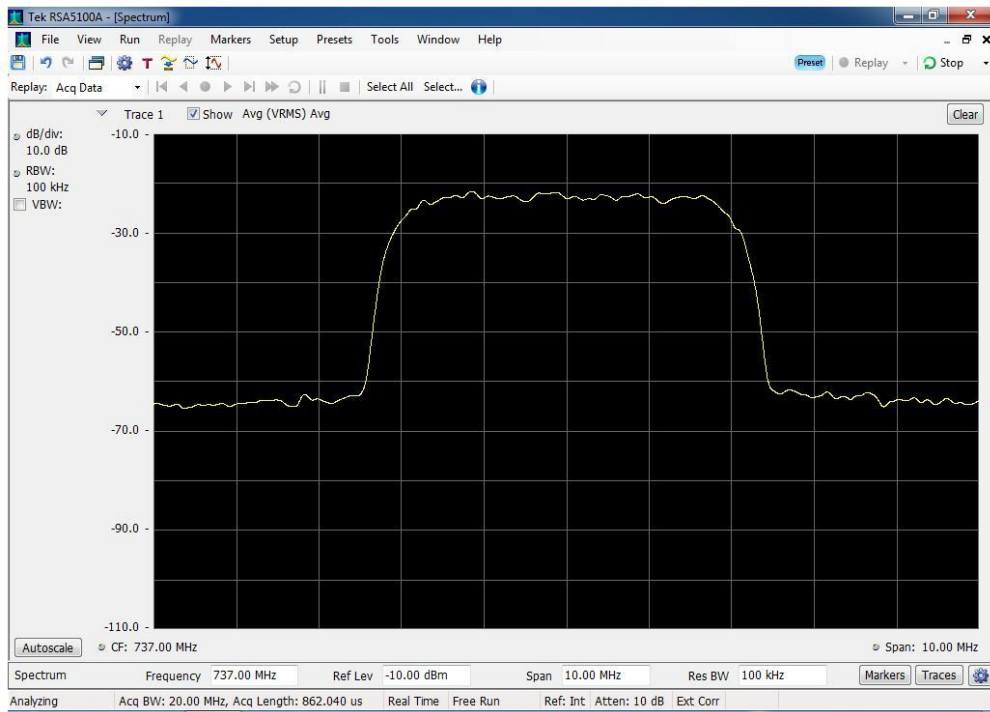 Tek RSA5100A - [Spectrum]
File View Run Replay Markers Setup Presets Tools Window Help
T Preset Replay Stop
Replay: Acq Data Select All Select...
Trace 1 Show Avg (VRMS) Avg Clear
dB/div: -10.0
10.0 dB
RBW:
100 kHz
VBW:
-30.0
-50.0
-70.0
-90.0
-110.0
Autoscale CF: 737.00 MHz Span: 10.00 MHz
Spectrum Frequency 737.00 MHz Ref Lev -10.00 dBm Span 10.00 MHz Res BW 100 kHz Markers Traces
Analyzing Acq BW: 20.00 MHz, Acq Length: 862.040 us Real Time Free Run Ref: Int Atten: 10 dB Ext Corr